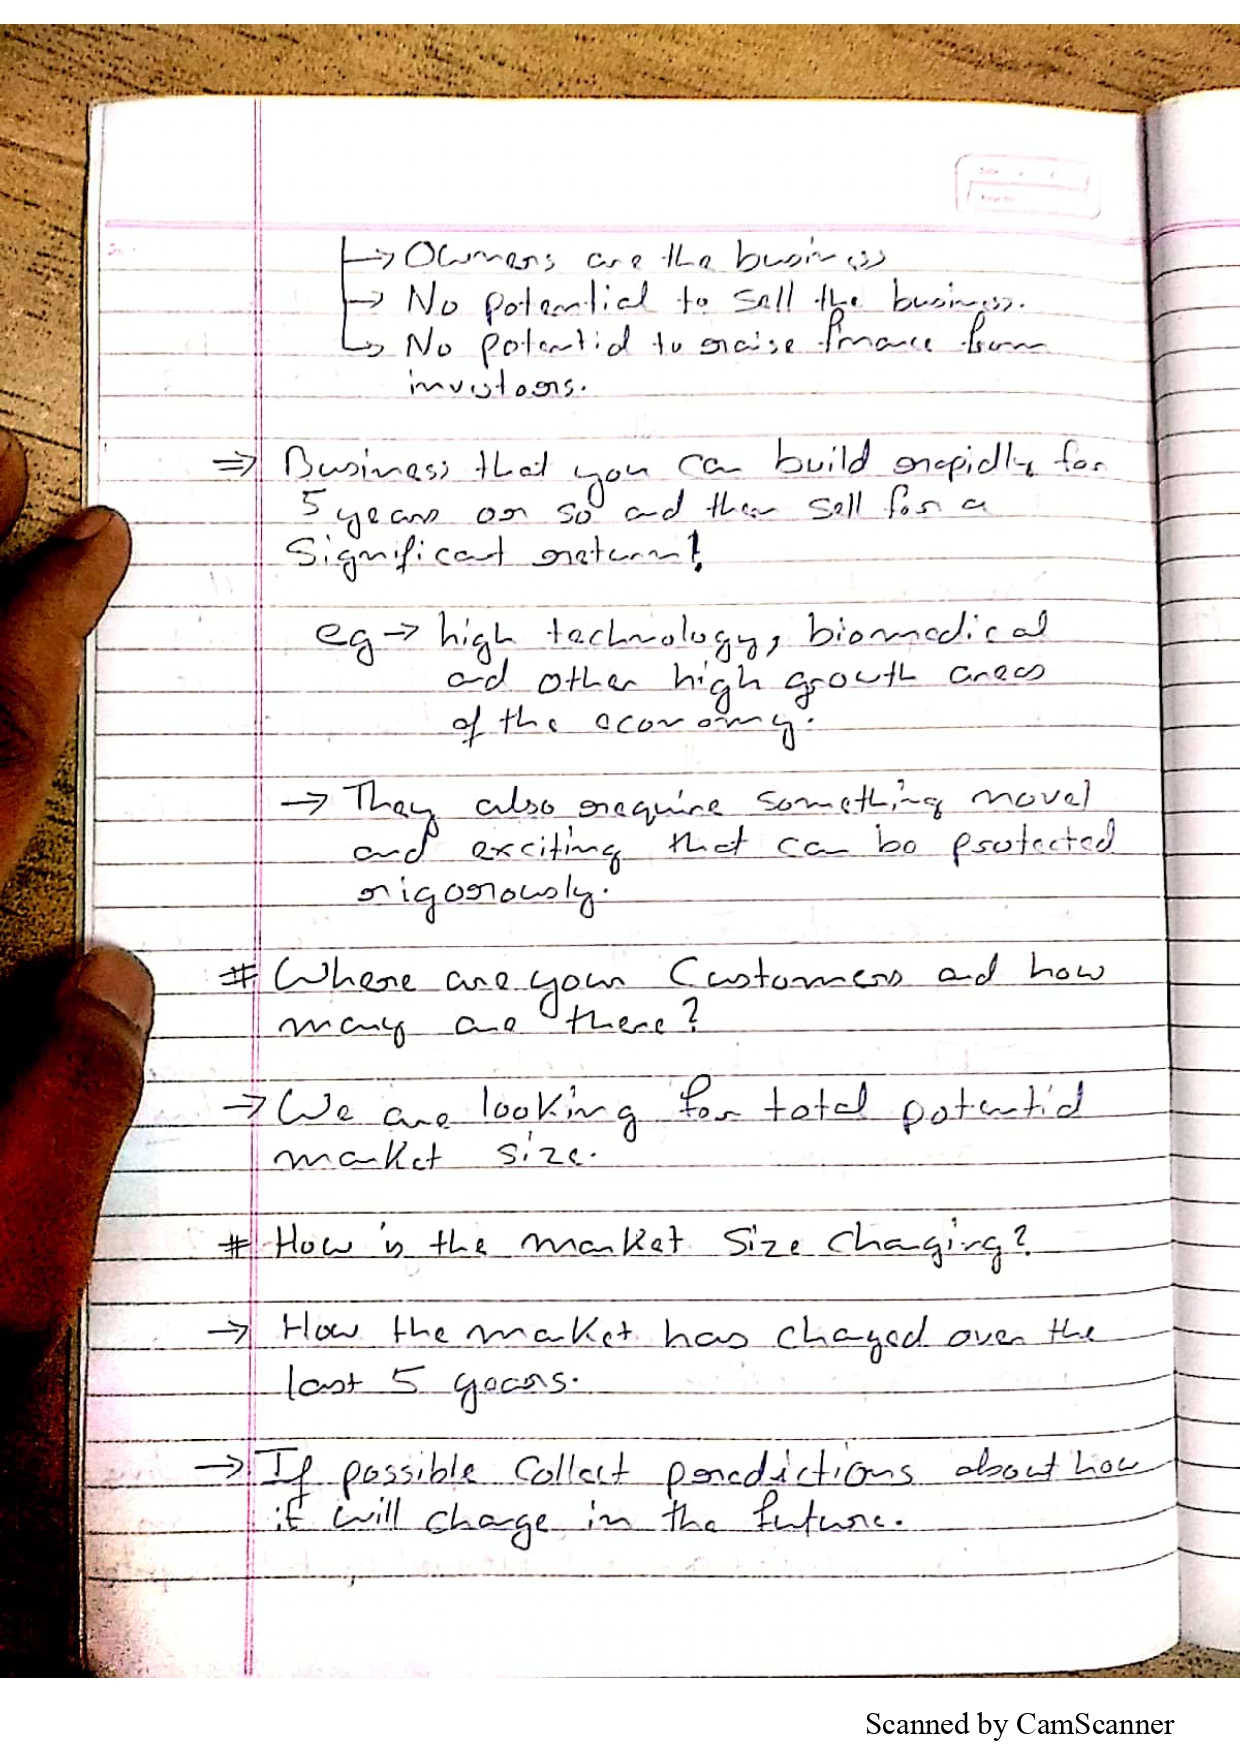 → Owners are the business
→ No potential to sell the business.
→ No potential to raise finance from
investors.
⇒ Business that you can build rapidly for
5 years or so and then sell for a
significant return!
eg → high technology, biomedical
and other high growth areas
of the economy.
→ They also require something novel
and exciting that can be protected
rigorously.
# Where are your Customers and how
many are there?
→ We are looking for total potential
market size.
# How is the market size changing?
→ How the market has changed over the
last 5 years.
→ If possible Collect predictions about how
it will change in the future.
Scanned by CamScanner